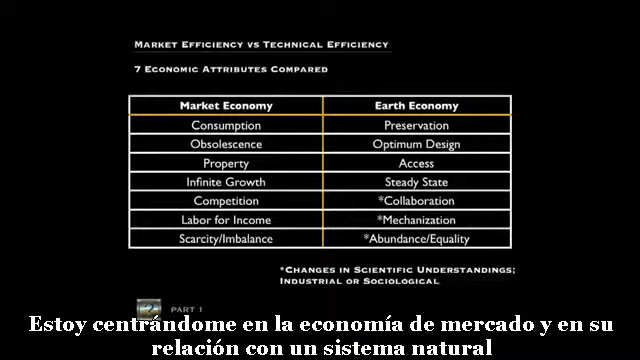 MARKET EFFICIENCY VS TECHNICAL EFFICIENCY
7 ECONOMIC ATTRIBUTES COMPARED
Market Economy Earth Economy
Consumption Preservation
Obsolescence Optimum Design
Property Access
Infinite Growth Steady State
Competition *Collaboration
Labor for Income *Mechanization
Scarcity/Imbalance *Abundance/Equality
*CHANGES IN SCIENTIFIC UNDERSTANDINGS;
INDUSTRIAL OR SOCIOLOGICAL
2 PART 1
Estoy centrándome en la economía de mercado y en su
relación con un sistema natural